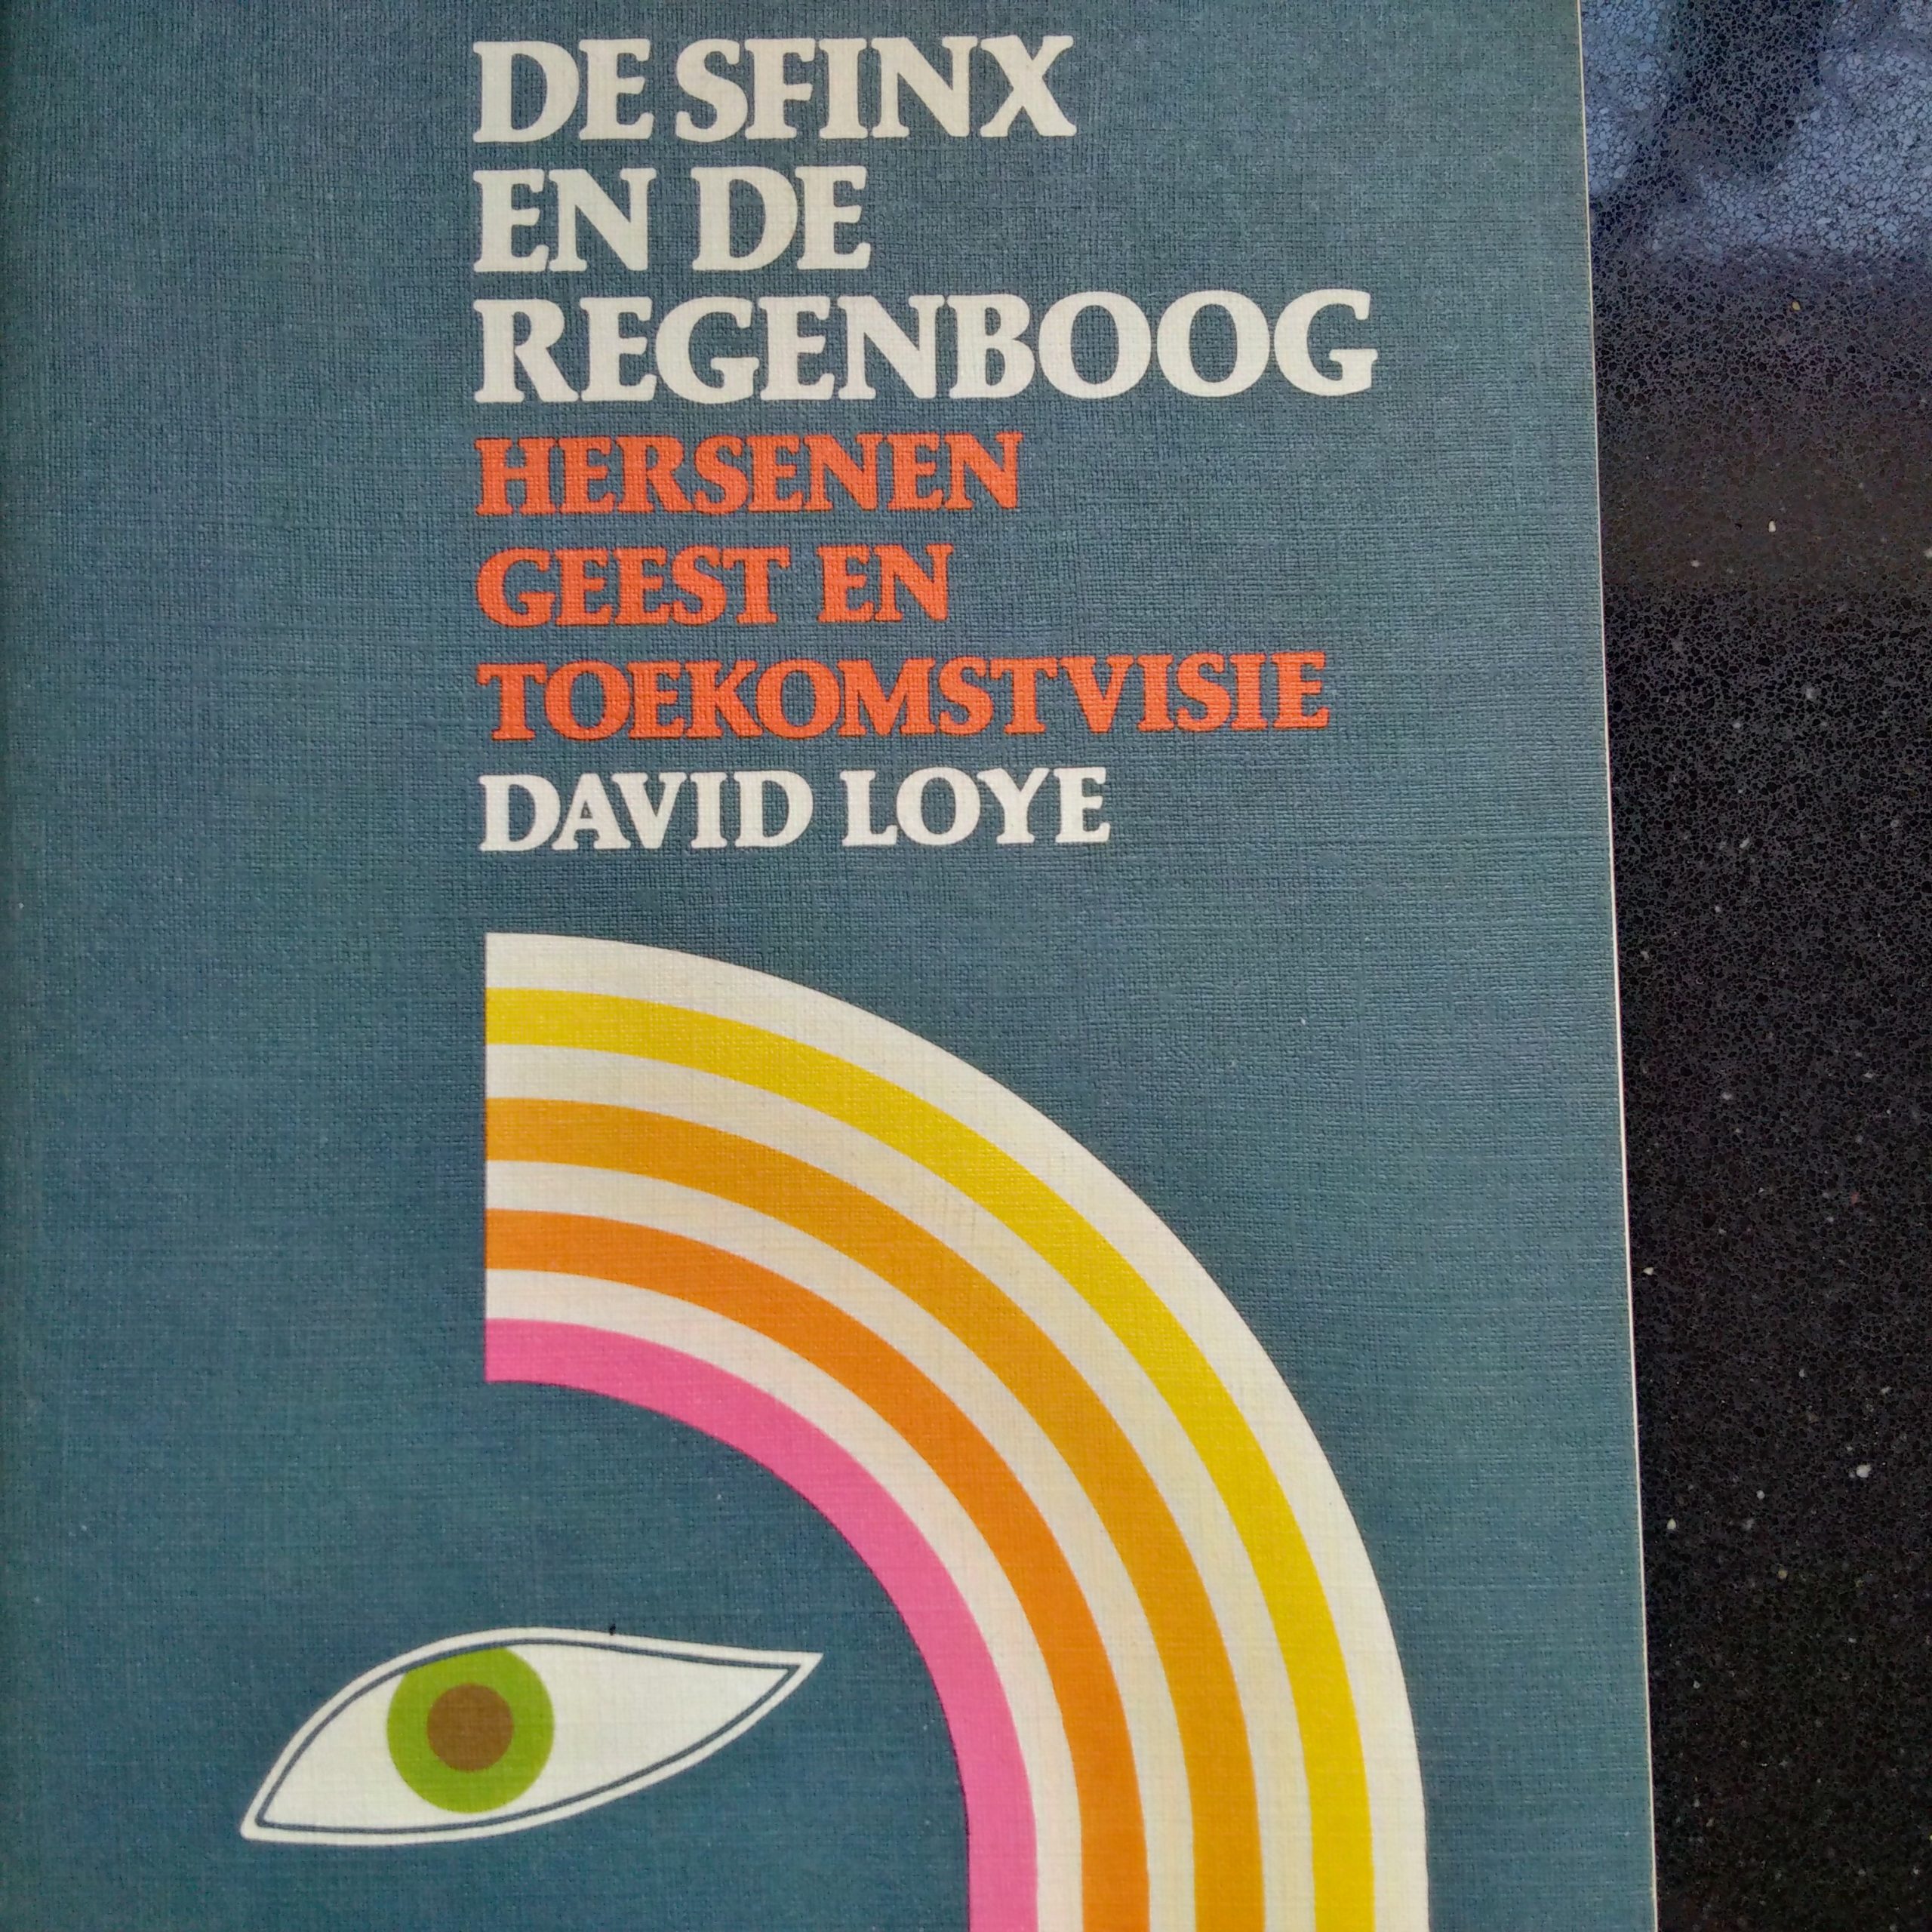 DE SFINX
EN DE
REGENBOOG
HERSENEN
GEEST EN
TOEKOMSTVISIE
DAVID LOYE